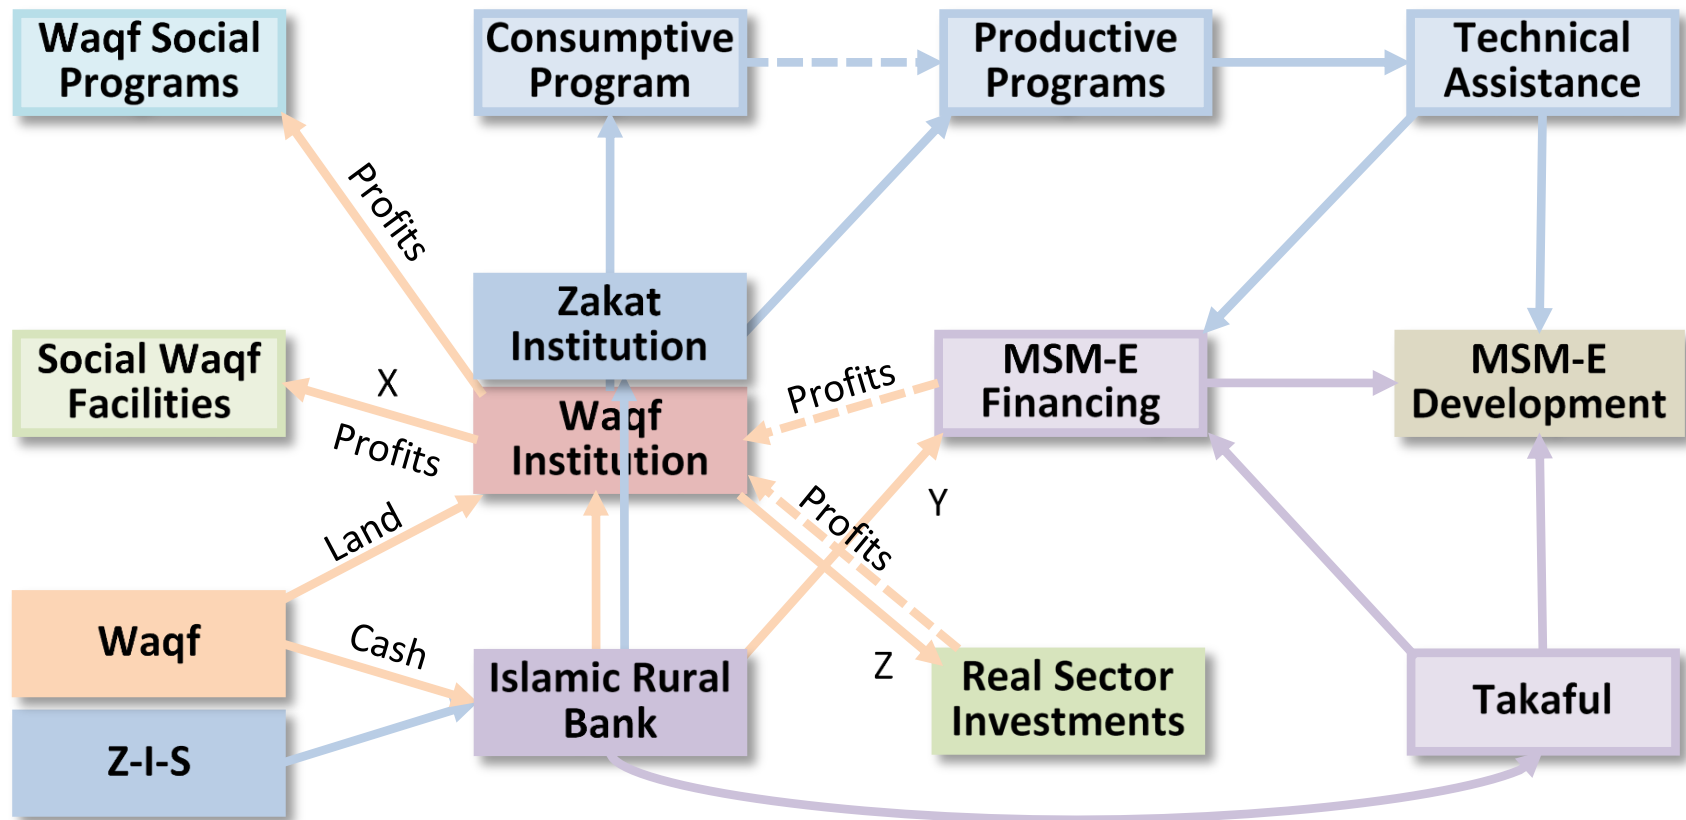 Waqf Social
Programs
Consumptive
Program
Productive
Programs
Technical
Assistance
Profits
Zakat
Institution
Social Waqf
Facilities
X
Profits
Waqf
Institution
Profits
MSM-E
Financing
MSM-E
Development
Land
Profits
Y
Waqf
Cash
Z
Islamic Rural
Bank
Real Sector
Investments
Takaful
Z-I-S